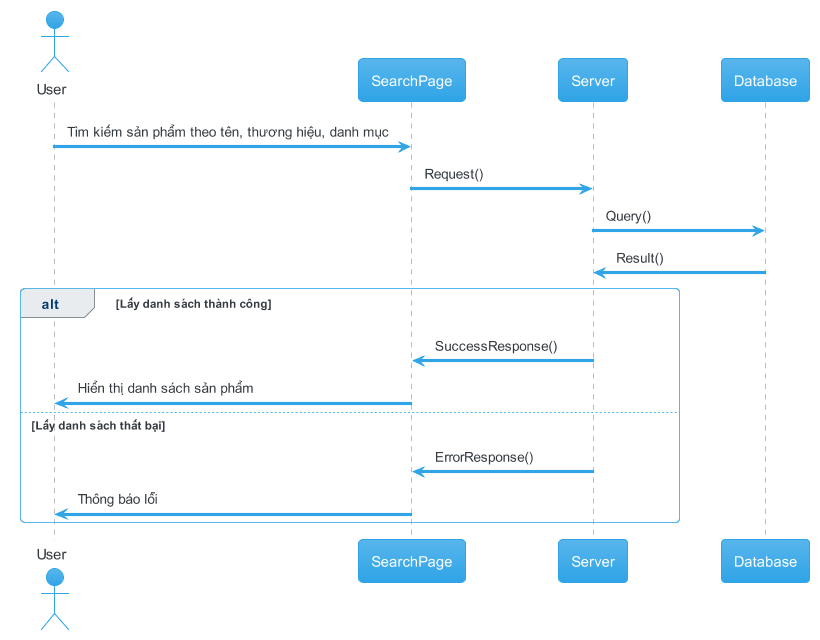 User
SearchPage
Server
Database
Tìm kiếm sản phẩm theo tên, thương hiệu, danh mục
Request()
Query()
Result()
alt
[Lấy danh sách thành công]
SuccessResponse()
Hiển thị danh sách sản phẩm
[Lấy danh sách thất bại]
ErrorResponse()
Thông báo lổi
User
SearchPage
Server
Database